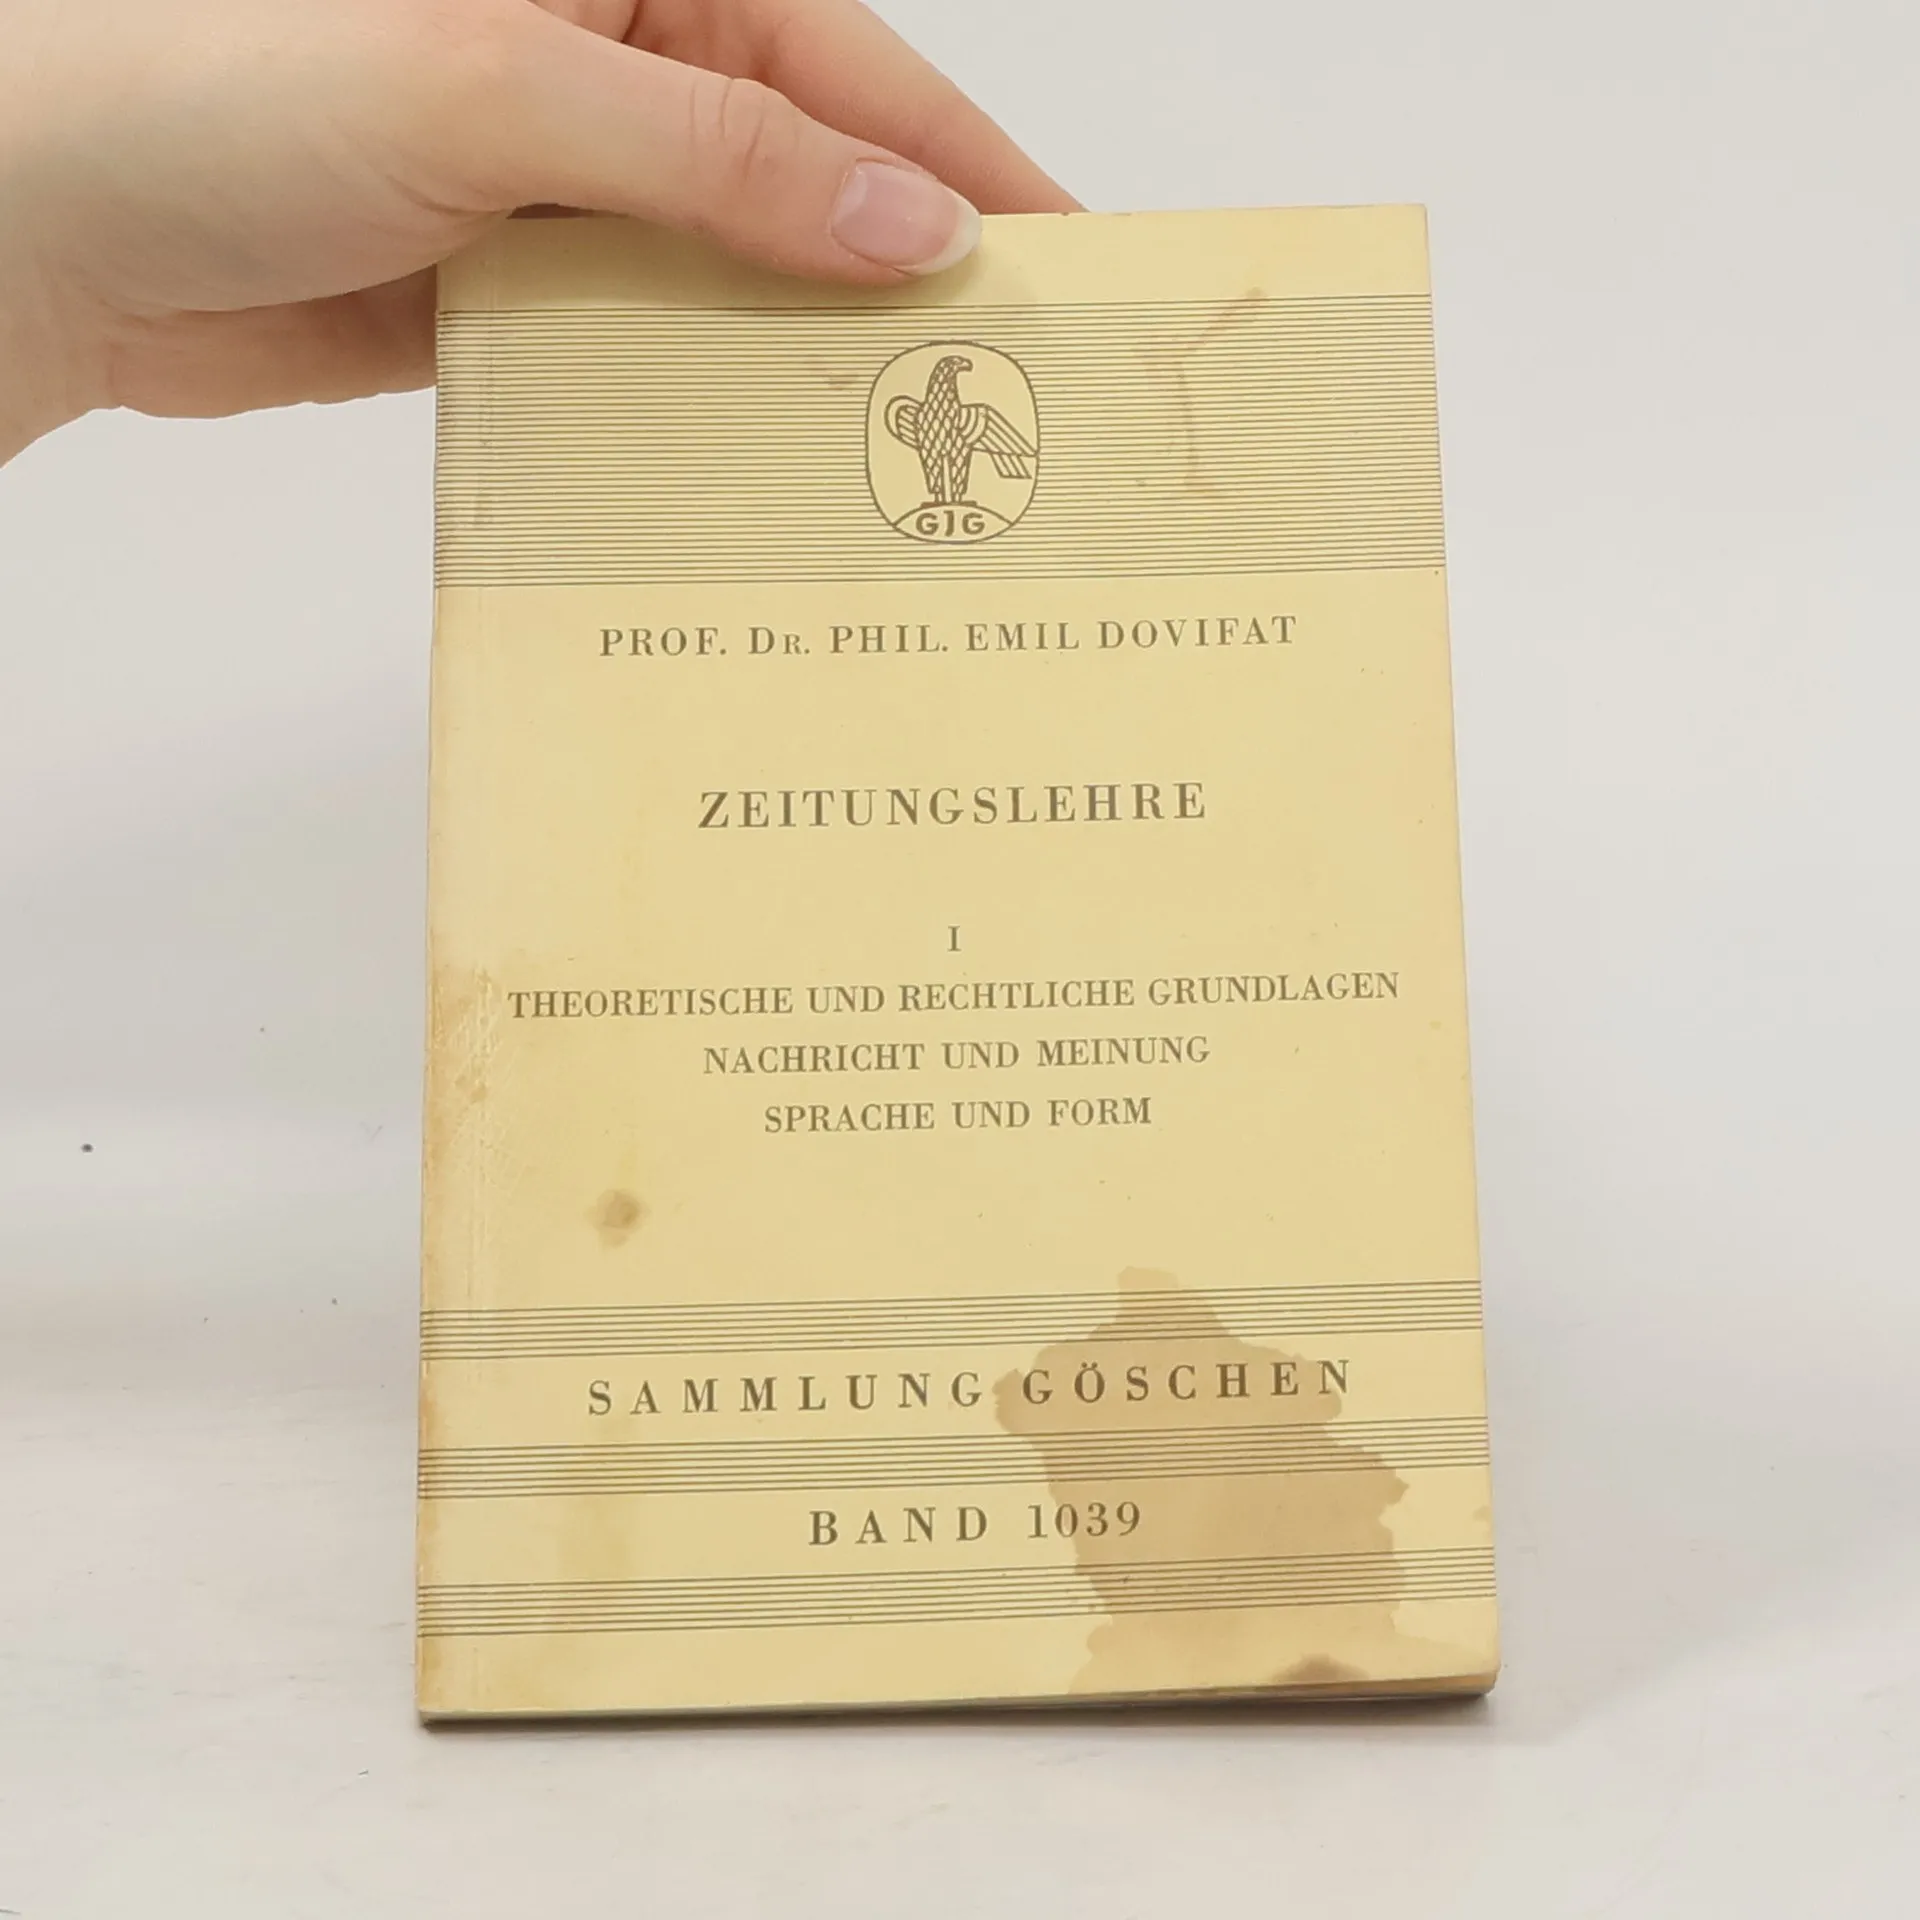 GJG
PROF. DR. PHIL. EMIL DOVIFAT
ZEITUNGSLEHRE
I
THEORETISCHE UND RECHTLICHE GRUNDLAGEN
NACHRICHT UND MEINUNG
SPRACHE UND FORM
SAMMLUNG GÖSCHEN
BAND 1039